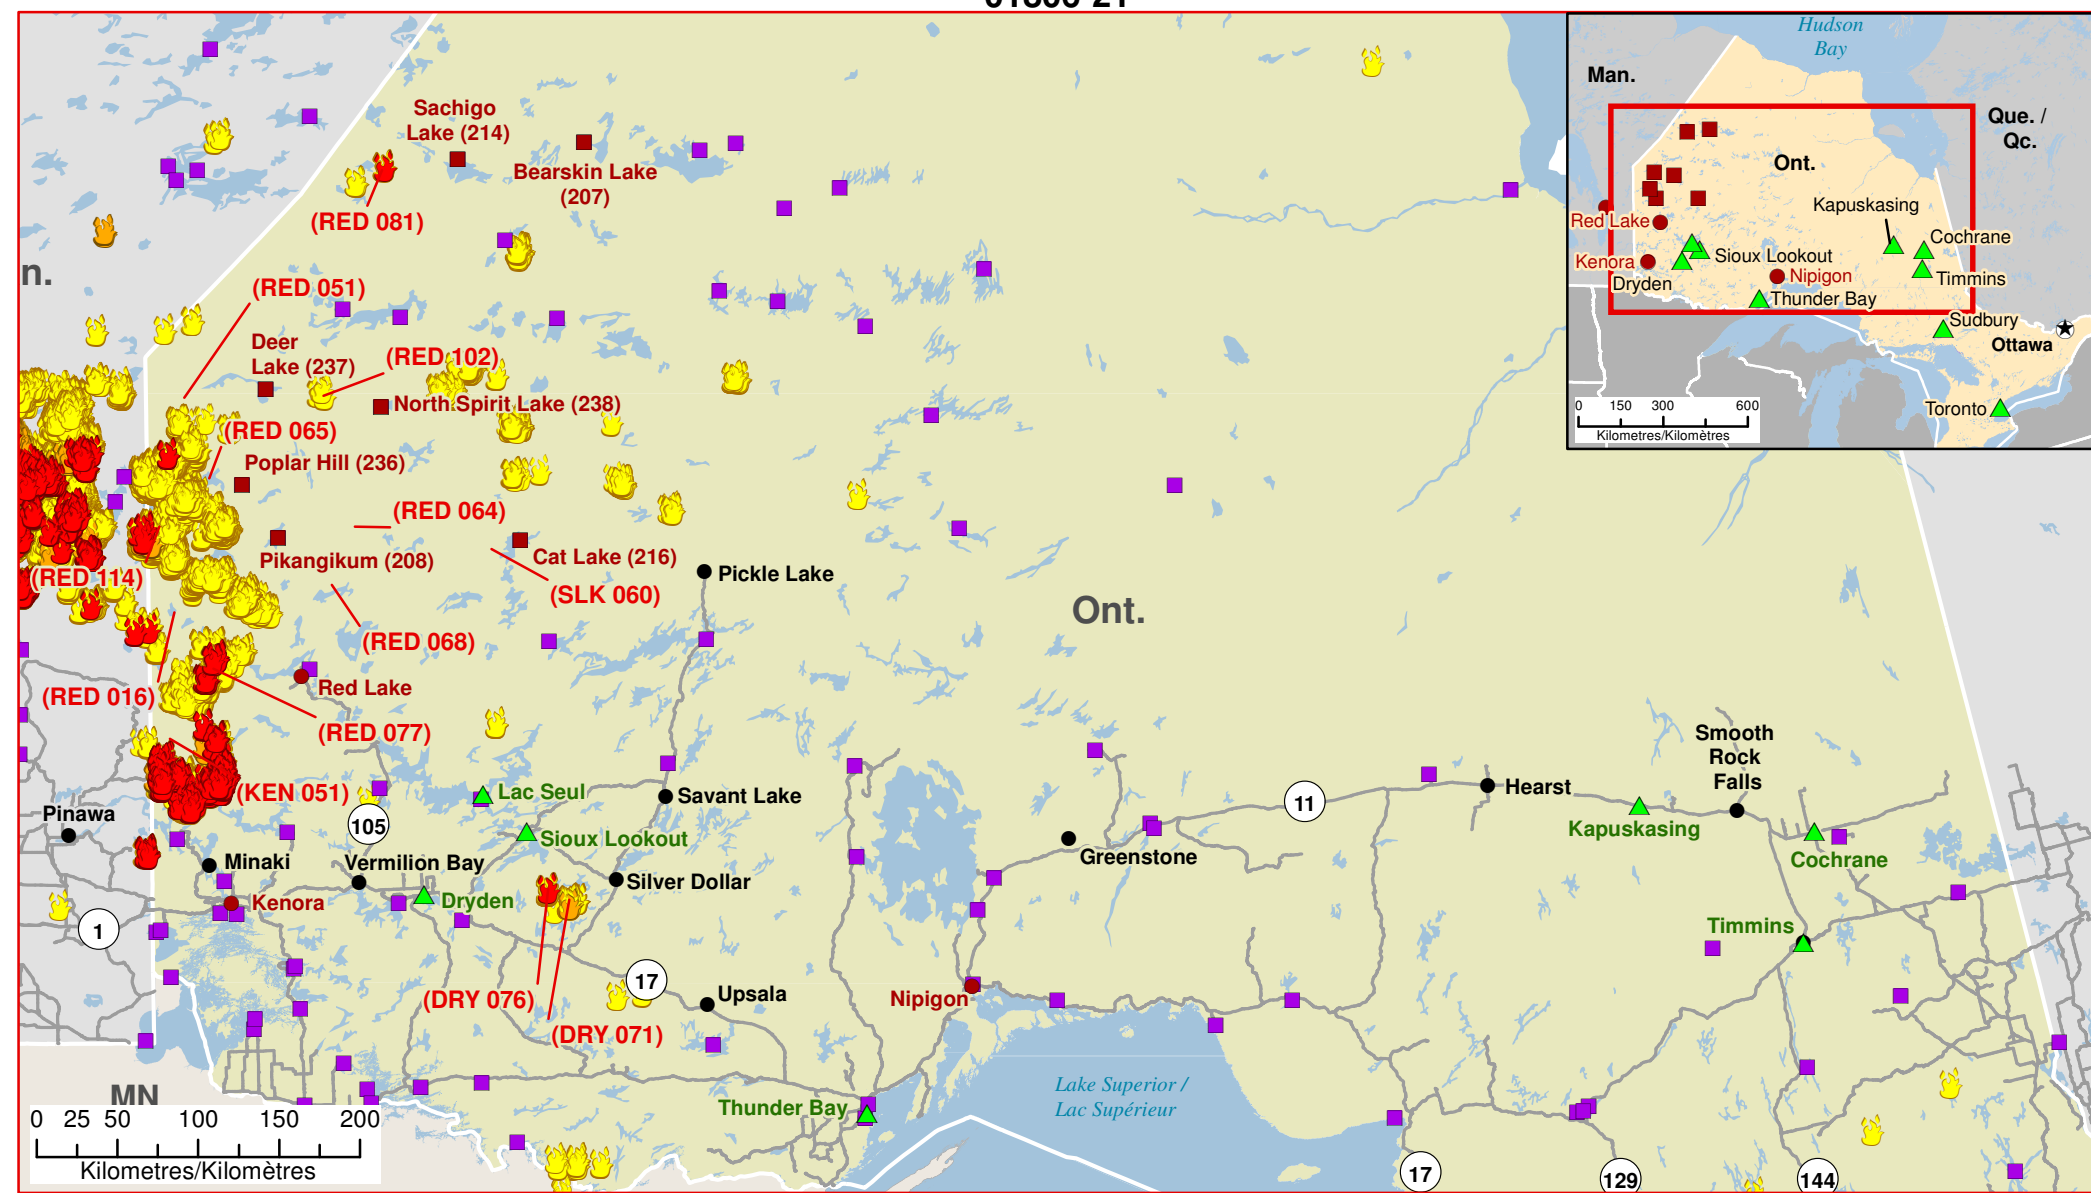 Hudson
Bay
Man.
Que. /
Qc.
Ont.
Kapuskasing
Red Lake
Cochrane
Kenora
Sioux Lookout
Nipigon
Timmins
Dryden
Thunder Bay
Sudbury
Ottawa
Toronto
0 150 300 600
Kilometres/Kilomètres
Sachigo
Lake (214)
Bearskin Lake
(207)
(RED 081)
n.
(RED 051)
Deer
Lake (237)
(RED 102)
North Spirit Lake (238)
(RED 065)
Poplar Hill (236)
(RED 064)
Pikangikum (208)
Cat Lake (216)
(RED 114)
Pickle Lake
(SLK 060)
Ont.
(RED 068)
(RED 016)
Red Lake
(RED 077)
Smooth
Rock
Falls
(KEN 051)
Lac Seul
Savant Lake
11
Hearst
Pinawa
105
Sioux Lookout
Kapuskasing
Greenstone
Cochrane
Minaki
Vermilion Bay
Silver Dollar
Kenora
Dryden
1
Timmins
17
(DRY 076)
Upsala
Nipigon
(DRY 071)
MN
Lake Superior /
Lac Supérieur
Thunder Bay
0 25 50 100 150 200
Kilometres/Kilomètres
17
129
144